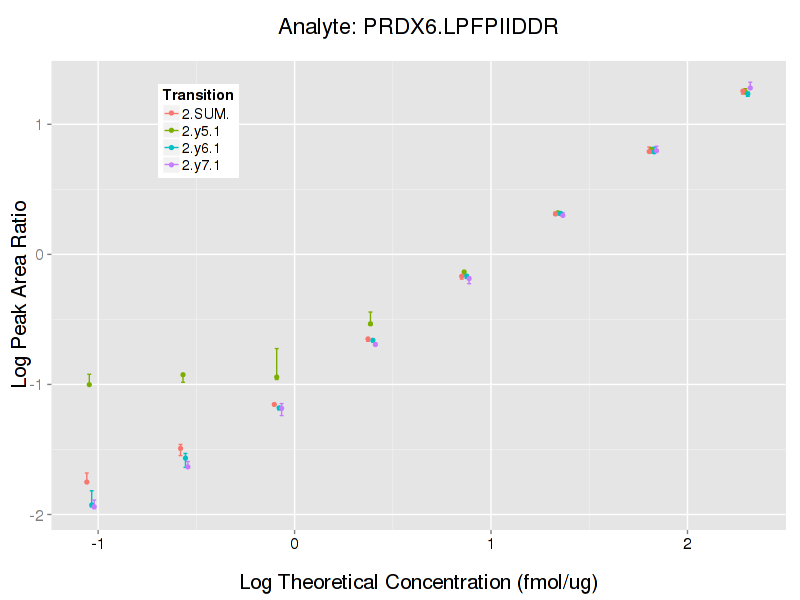 Analyte: PRDX6.LPFPIIDDR
Log Peak Area Ratio
1
0
-1
-2
Transition
2.SUM.
2.y5.1
2.y6.1
2.y7.1
-1 0 1 2
Log Theoretical Concentration (fmol/ug)